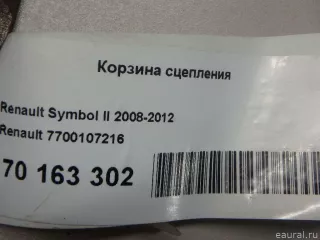 Корзина сцепления
Renault Symbol II 2008-2012
Renault 7700107216
70 163 302
eaural.ru